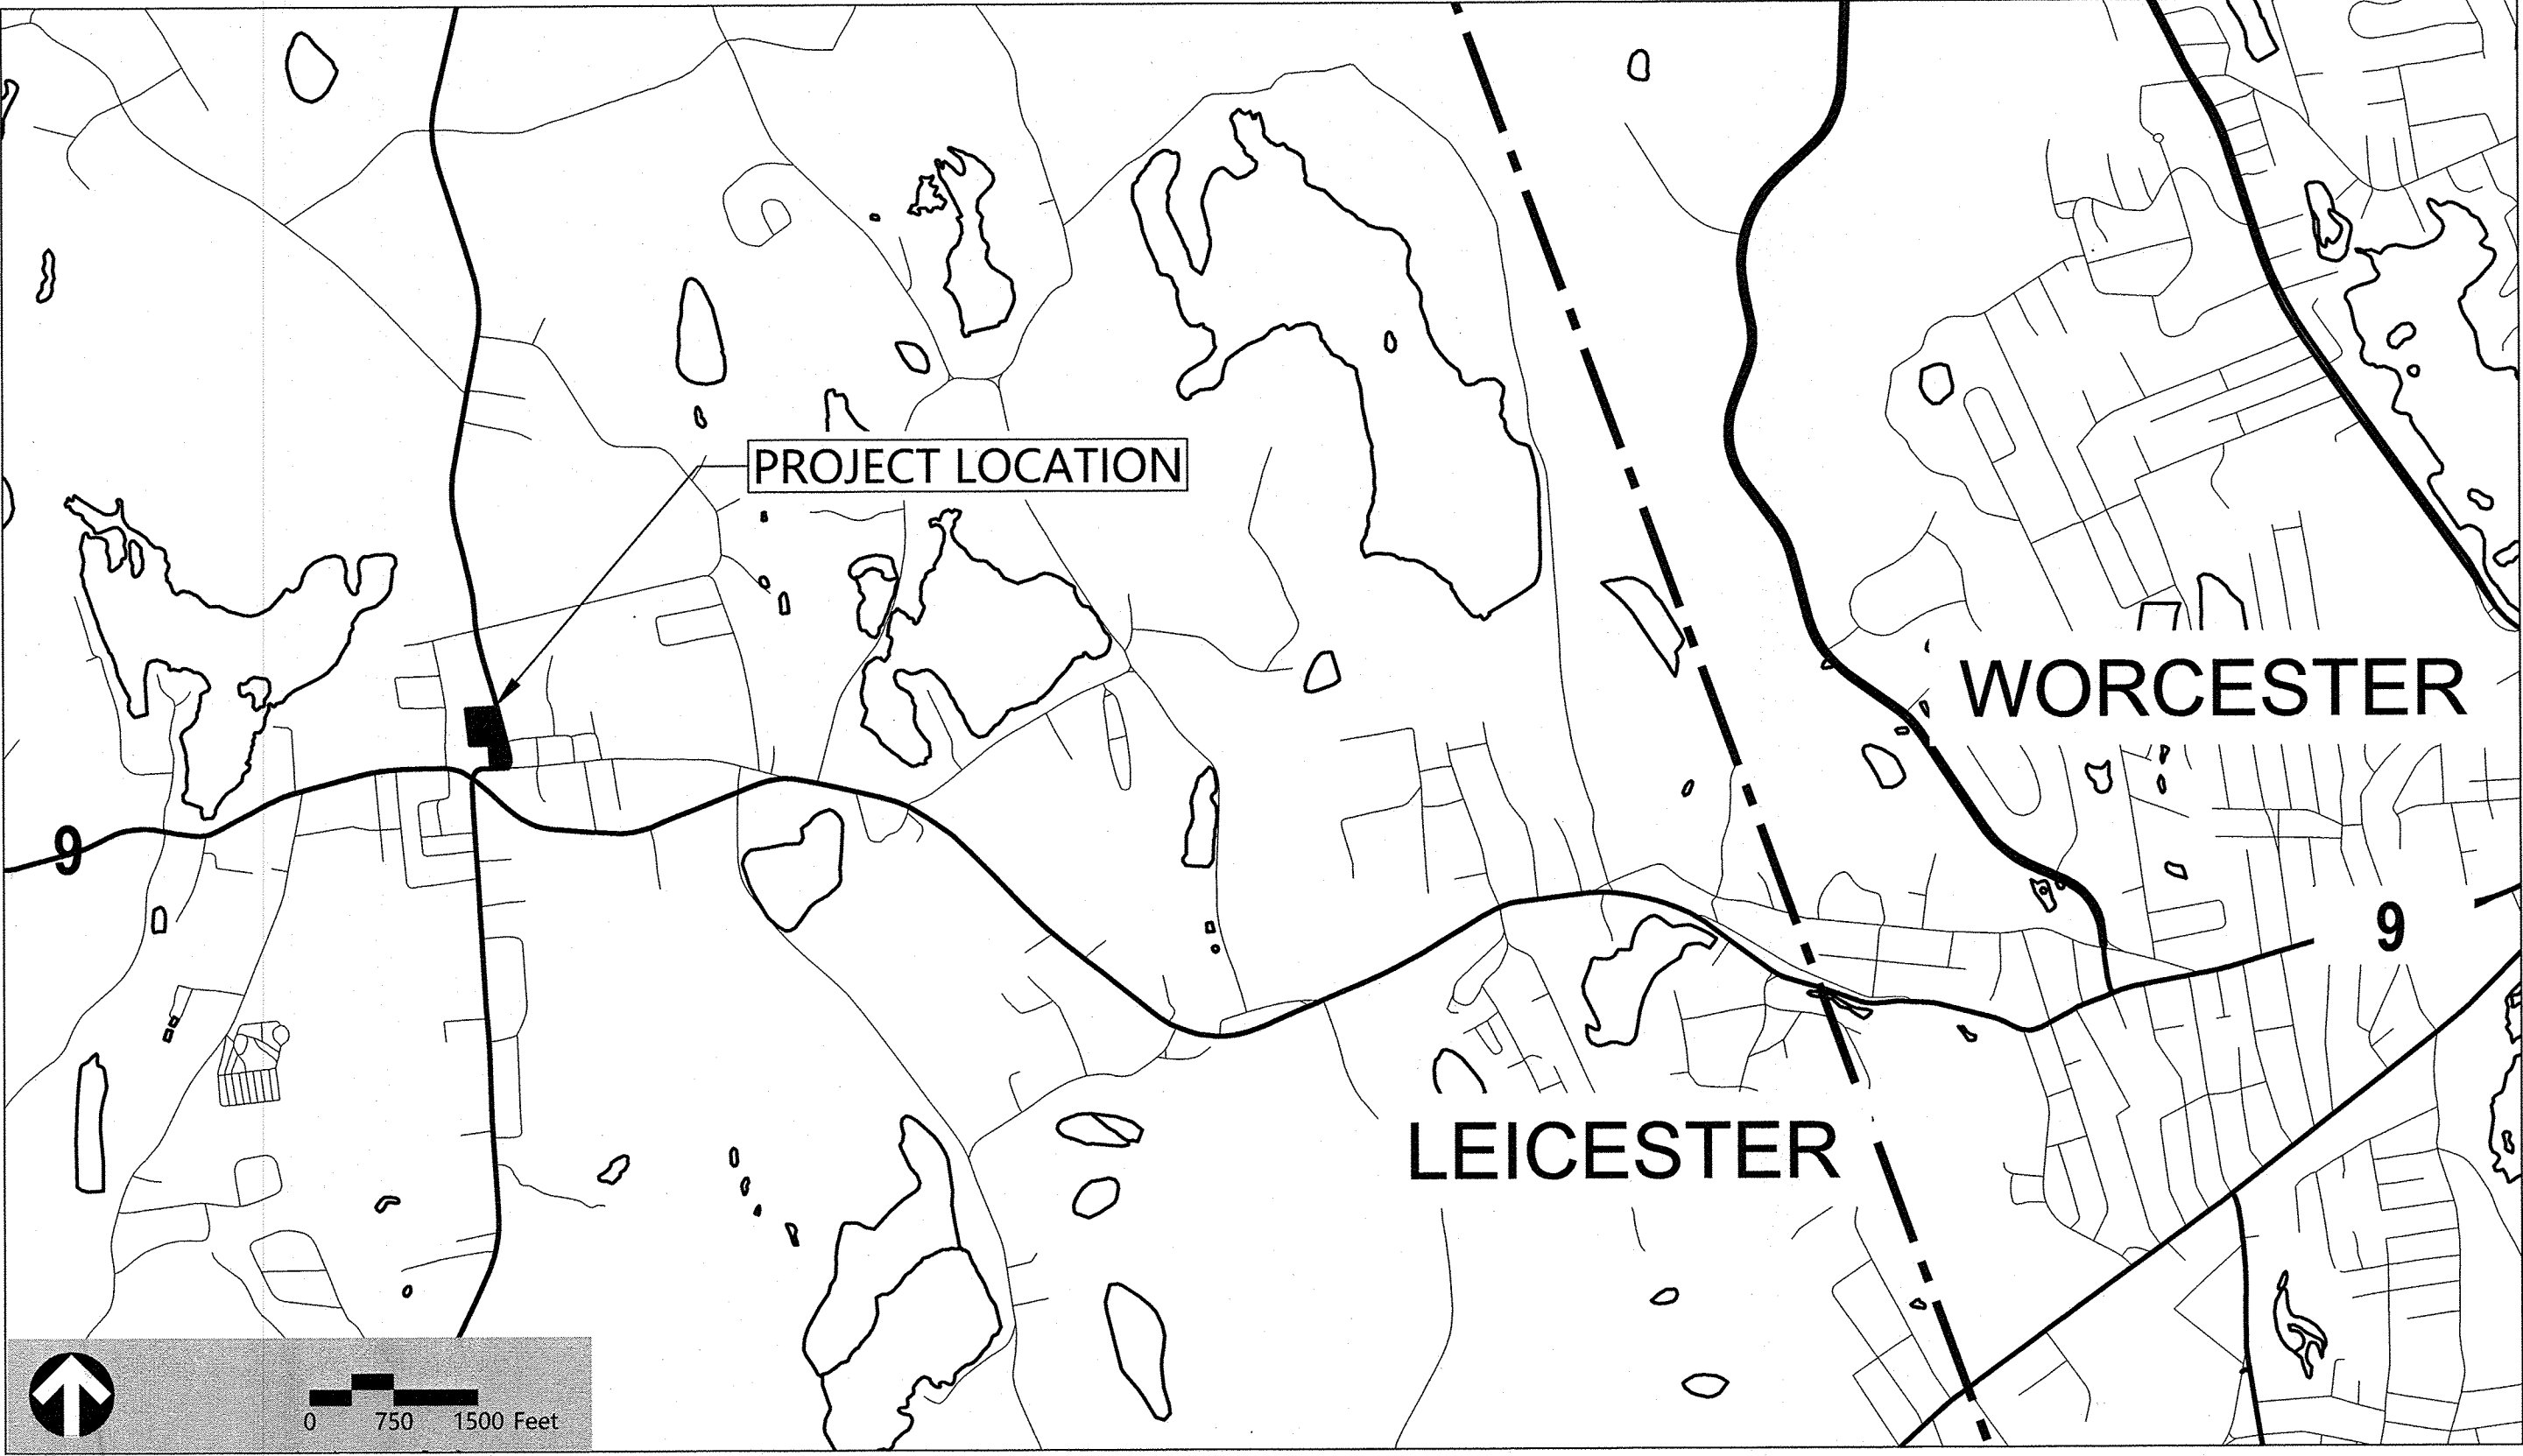 PROJECT LOCATION
WORCESTER
9
9
LEICESTER
0 750 1500 Feet